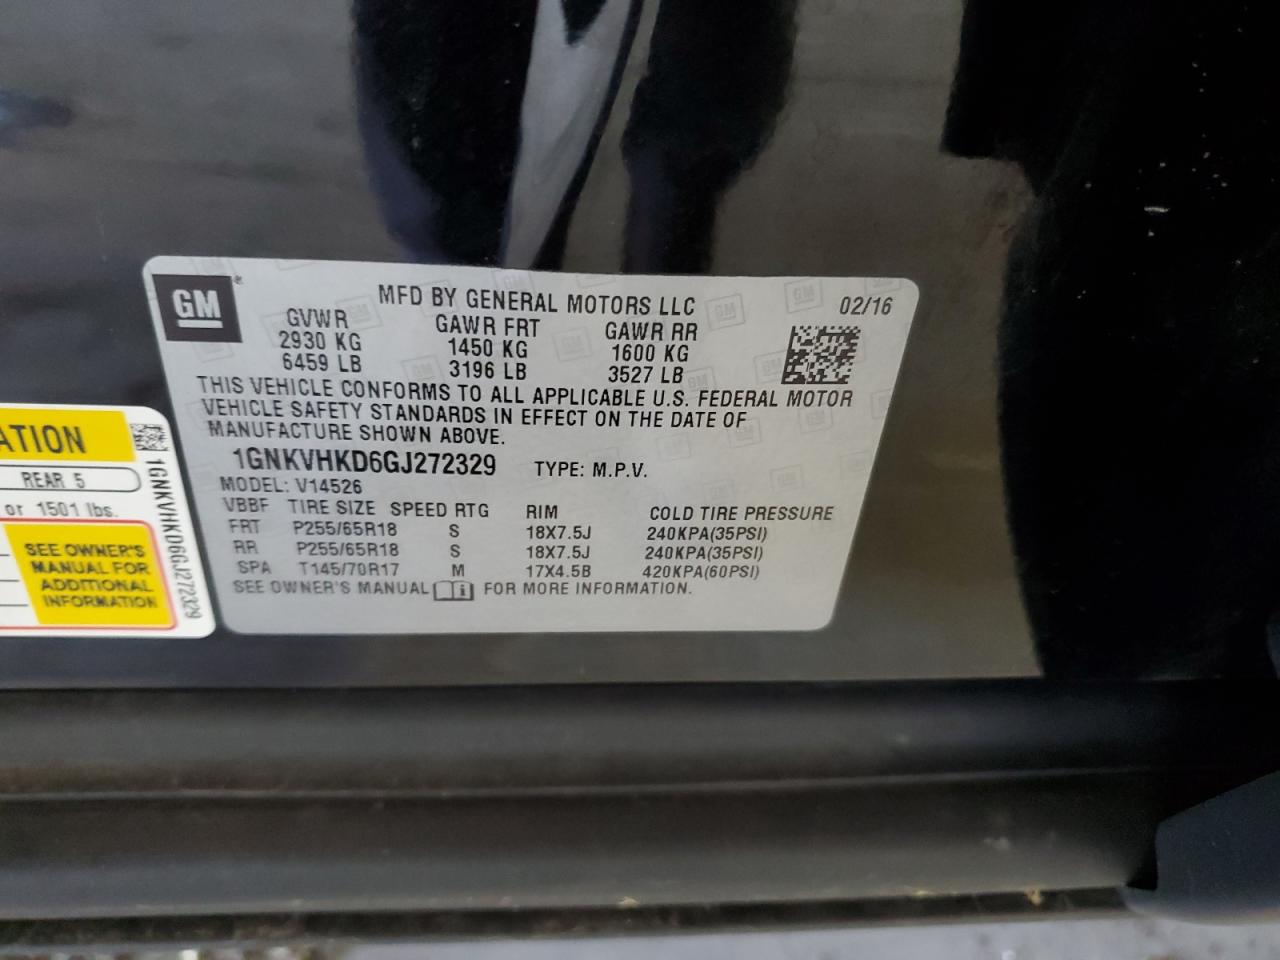 GM ®
MFD BY GENERAL MOTORS LLC 02/16
GVWR GAWR FRT GAWR RR
2930 KG 1450 KG 1600 KG
6459 LB 3196 LB 3527 LB
THIS VEHICLE CONFORMS TO ALL APPLICABLE U.S. FEDERAL MOTOR
VEHICLE SAFETY STANDARDS IN EFFECT ON THE DATE OF
MANUFACTURE SHOWN ABOVE.
1GNKVHKD6GJ272329 TYPE: M.P.V.
MODEL: V14526
VBBF TIRE SIZE SPEED RTG RIM COLD TIRE PRESSURE
FRT P255/65R18 S 18X7.5J 240KPA(35PSI)
RR P255/65R18 S 18X7.5J 240KPA(35PSI)
SPA T145/70R17 M 17X4.5B 420KPA(60PSI)
SEE OWNER'S MANUAL i FOR MORE INFORMATION.
ATION
REAR 5
or 1501 lbs.
SEE OWNER'S
MANUAL FOR
ADDITIONAL
INFORMATION
1GNKVHKD6GJ272329